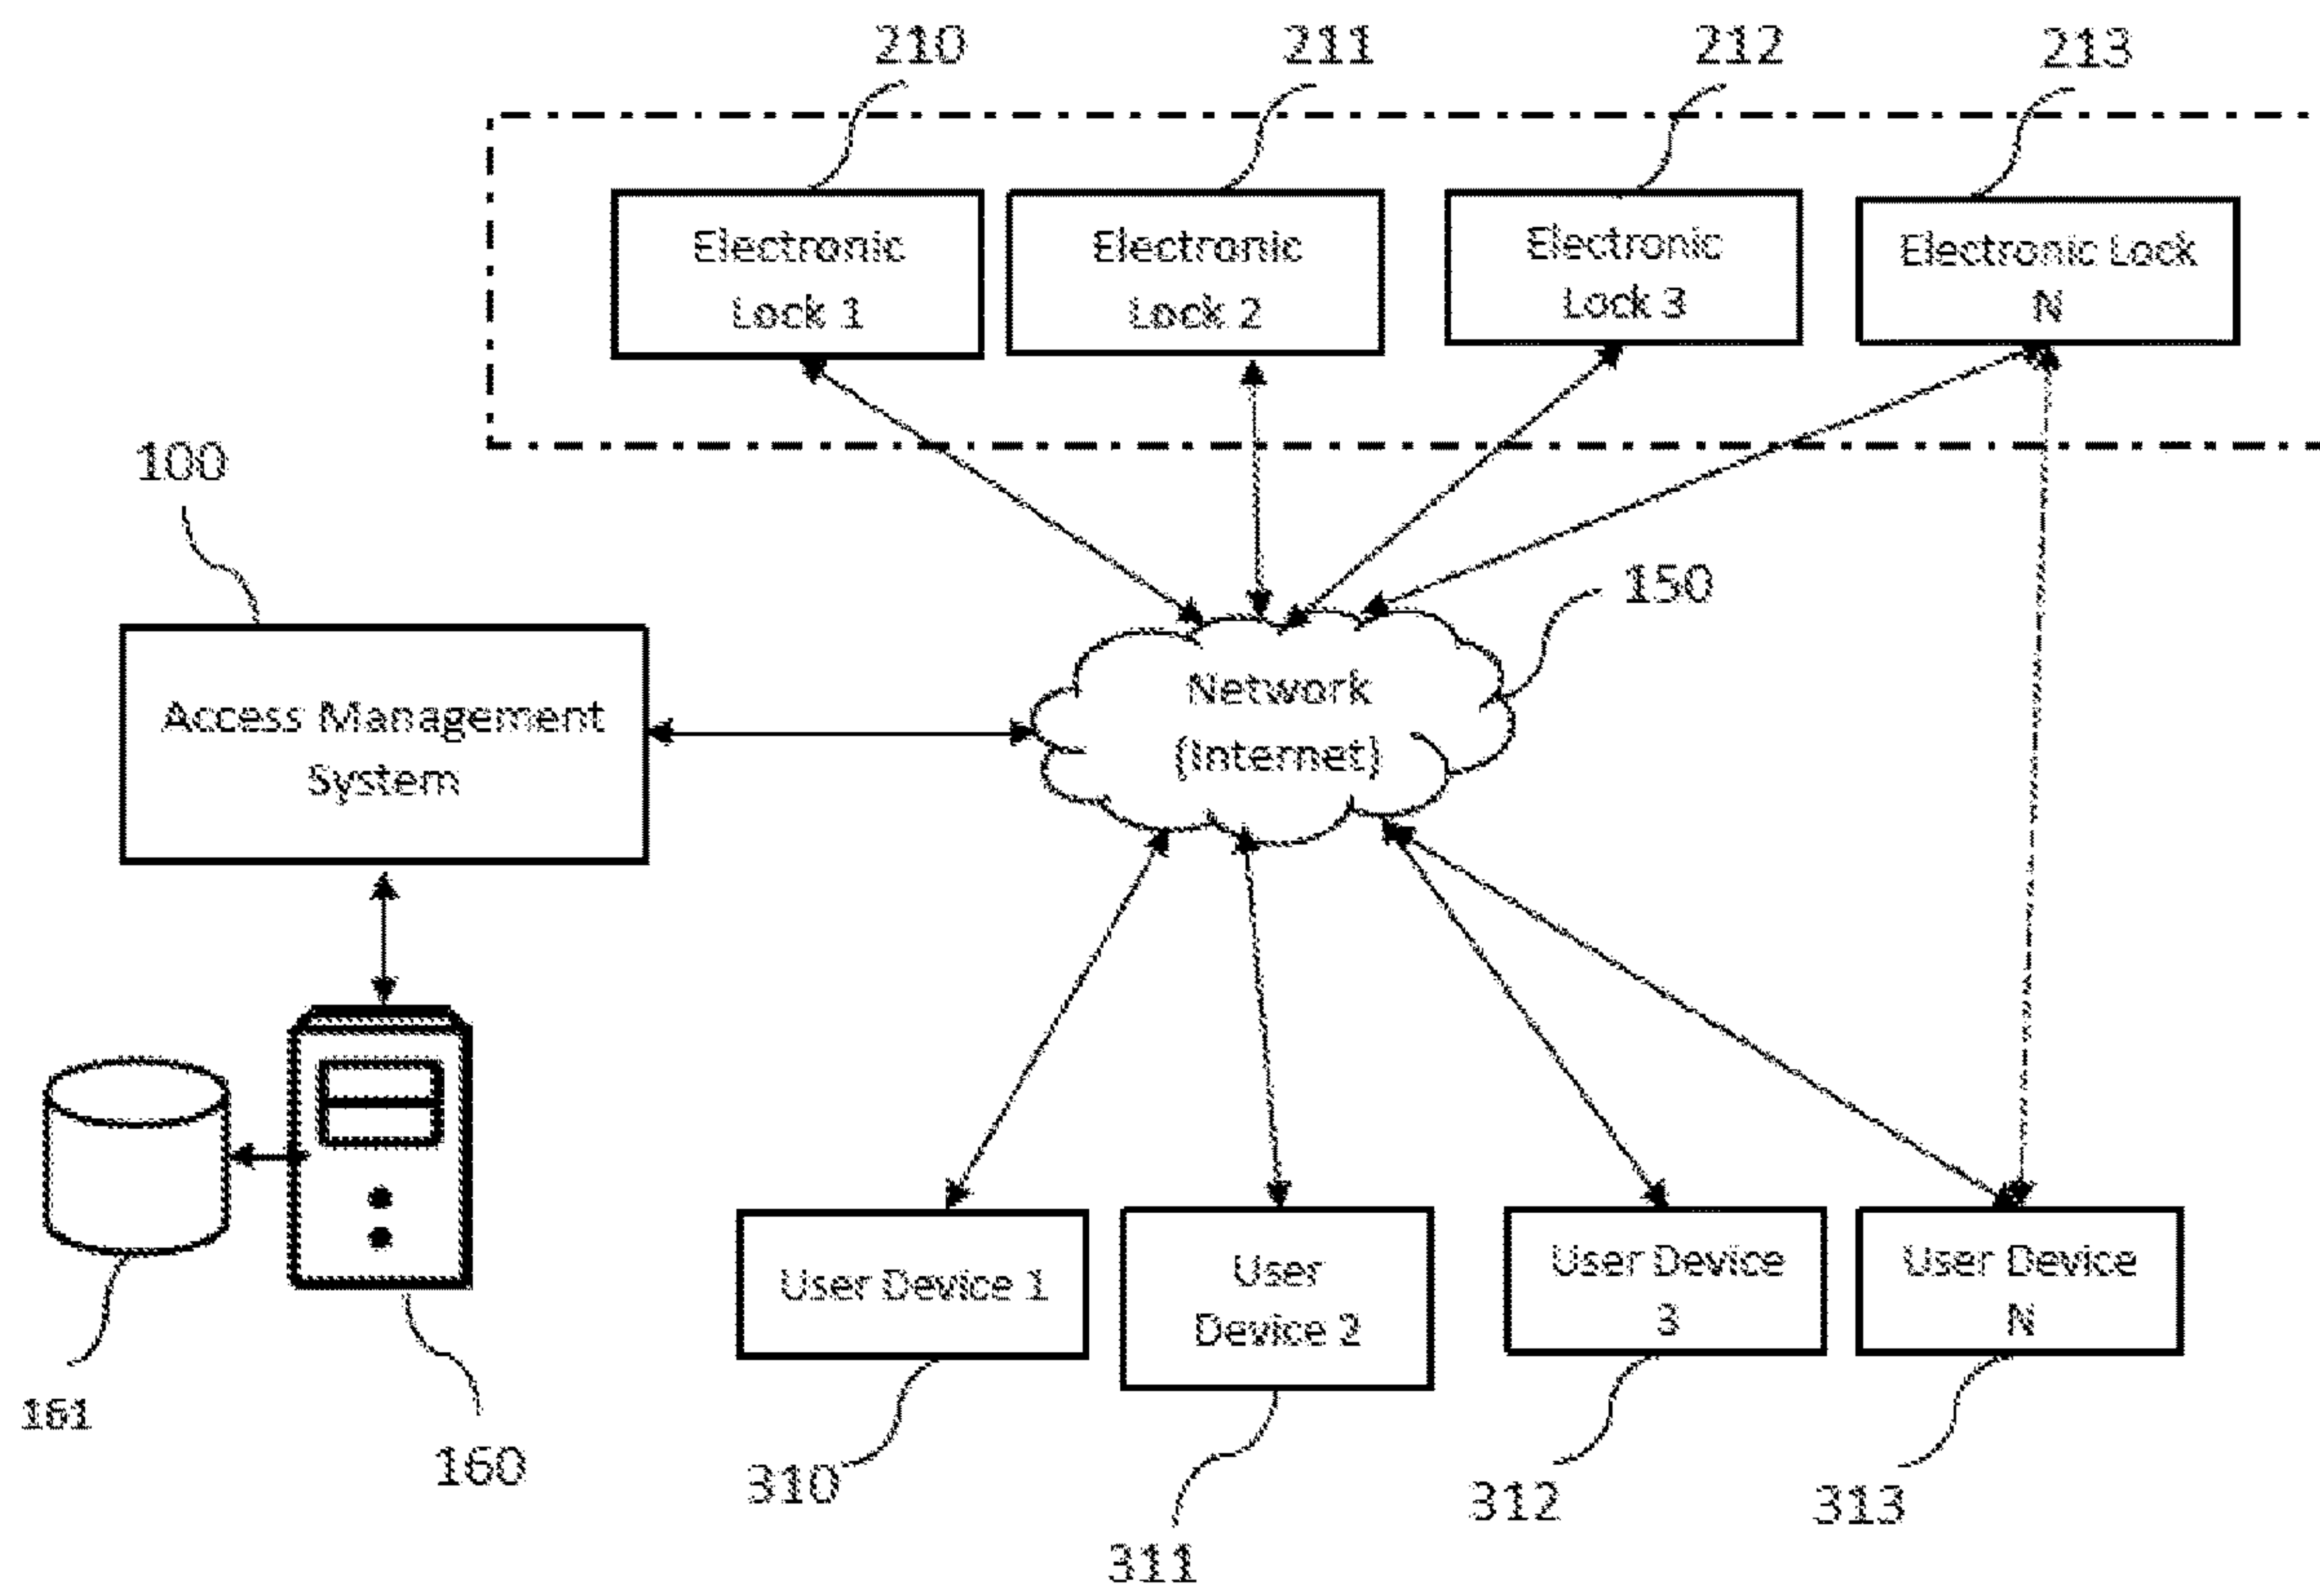 210
211
212
213
Electronic
Lock 1
Electronic
Lock 2
Electronic
Lock 3
Electronic Lock
N
100
150
Access Management
System
Network
(Internet)
User Device 1
User
Device 2
User Device
3
User Device
N
161
160
310
311
312
313